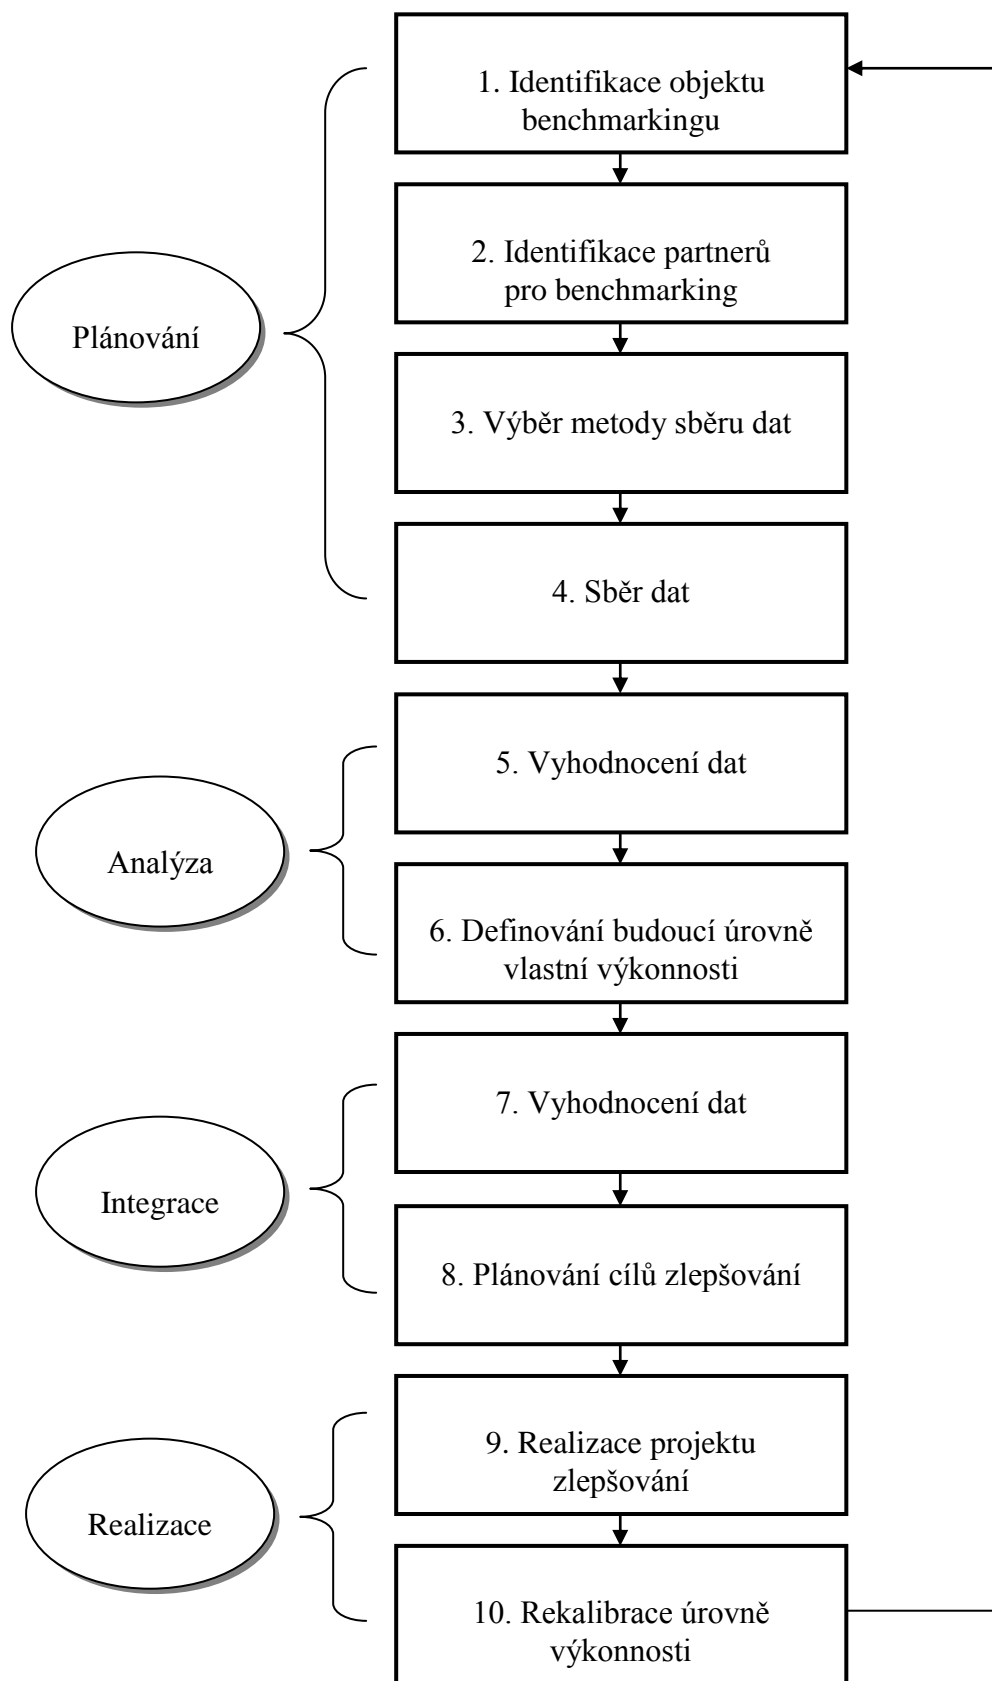 1. Identifikace objektu
benchmarkingu
2. Identifikace partnerů
pro benchmarking
Plánování
3. Výběr metody sběru dat
4. Sběr dat
5. Vyhodnocení dat
Analýza
6. Definování budoucí úrovně
vlastní výkonnosti
7. Vyhodnocení dat
Integrace
8. Plánování cílů zlepšování
9. Realizace projektu
zlepšování
Realizace
10. Rekalibrace úrovně
výkonnosti